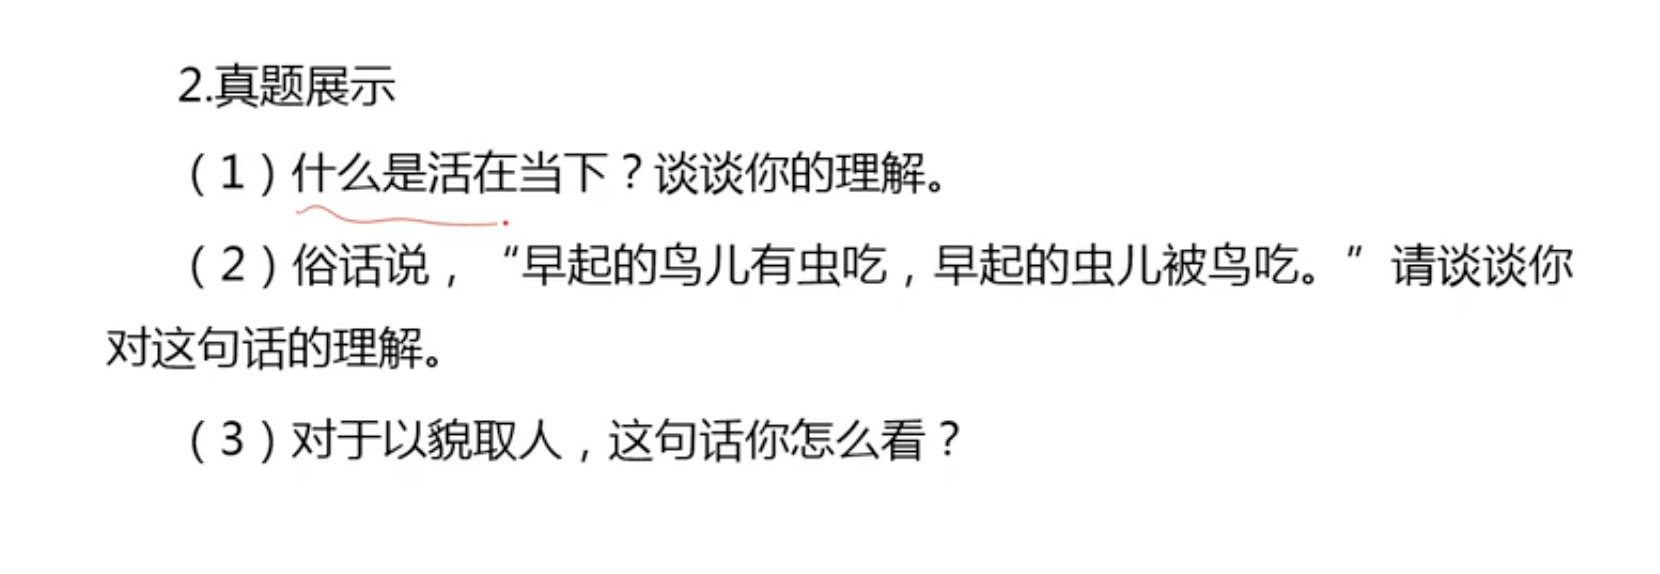 2.真题展示
（1）什么是活在当下？谈谈你的理解。
（2）俗话说，“早起的鸟儿有虫吃，早起的虫儿被鸟吃。”请谈谈你
对这句话的理解。
（3）对于以貌取人，这句话你怎么看？